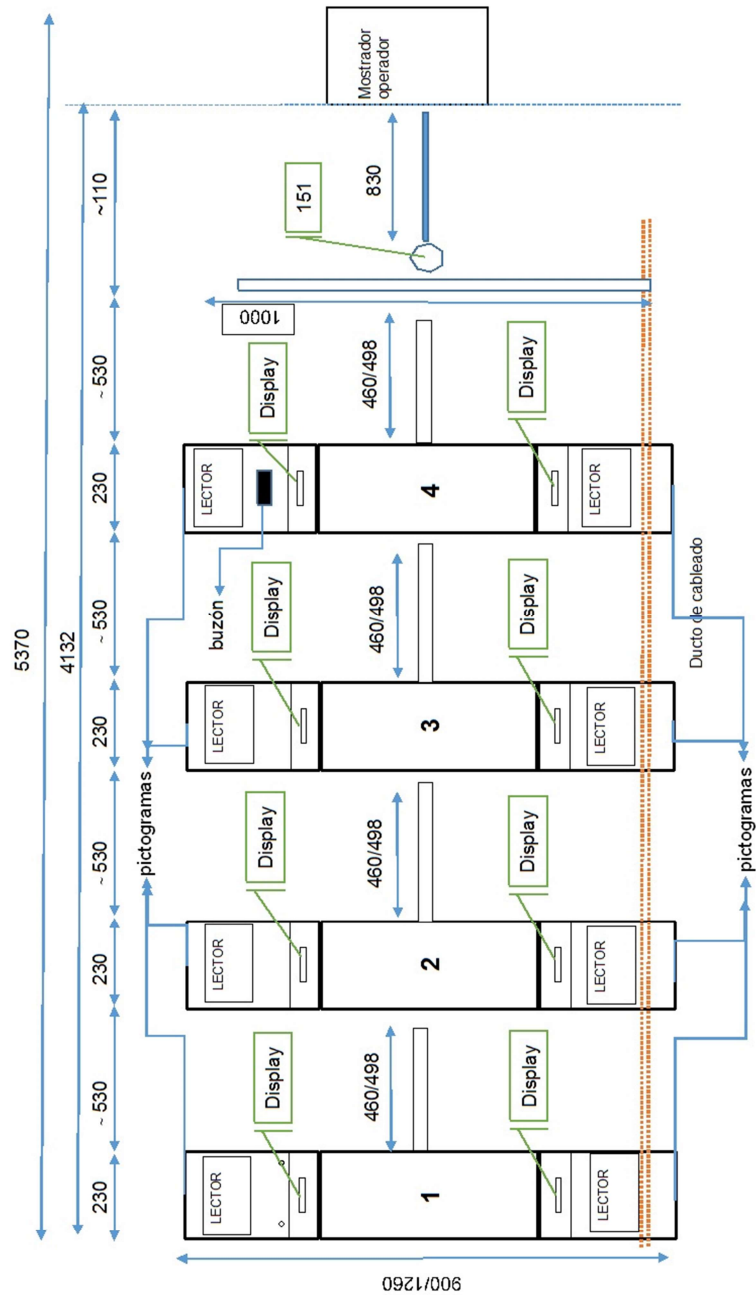 5370
4132
230
~ 530
230
~ 530
230
~ 530
230
~ 530
~110
pictogramas
LECTOR
LECTOR
LECTOR
buzón
LECTOR
1000
Display
Display
Display
Display
151
Mostrador
operador
900/1260
460/498
460/498
460/498
460/498
830
1
2
3
4
Display
Display
Display
Display
LECTOR
LECTOR
LECTOR
LECTOR
Ducto de cableado
pictogramas